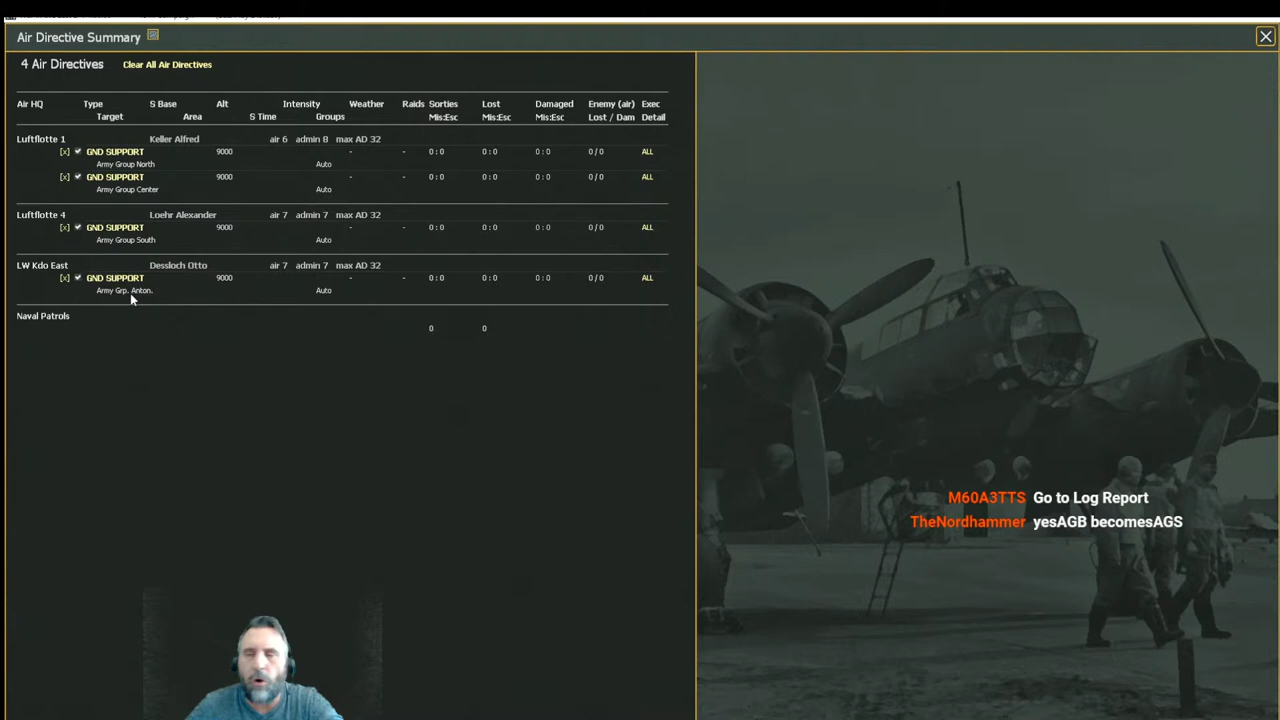 Air Directive Summary
4 Air Directives Clear All Air Directives
Air HQ Type S Base Alt Intensity Weather Raids Sorties Lost Damaged Enemy (air) Exec
Target Area S Time Groups Mis:Esc Mis:Esc Mis:Esc Lost / Dam Detail
Luftflotte 1 Keller Alfred air 6 admin 8 max AD 32
[x] GND SUPPORT 9000 - - 0 : 0 0 : 0 0 : 0 0 / 0 ALL
Army Group North Auto
[x] GND SUPPORT 9000 - - 0 : 0 0 : 0 0 : 0 0 / 0 ALL
Army Group Center Auto
Luftflotte 4 Loehr Alexander air 7 admin 7 max AD 32
[x] GND SUPPORT 9000 - - 0 : 0 0 : 0 0 : 0 0 / 0 ALL
Army Group South Auto
LW Kdo East Dessloch Otto air 7 admin 7 max AD 32
[x] GND SUPPORT 9000 - - 0 : 0 0 : 0 0 : 0 0 / 0 ALL
Army Grp. Anton. Auto
Naval Patrols
0 0
M60A3TTS Go to Log Report
TheNordhammer yesAGB becomesAGS